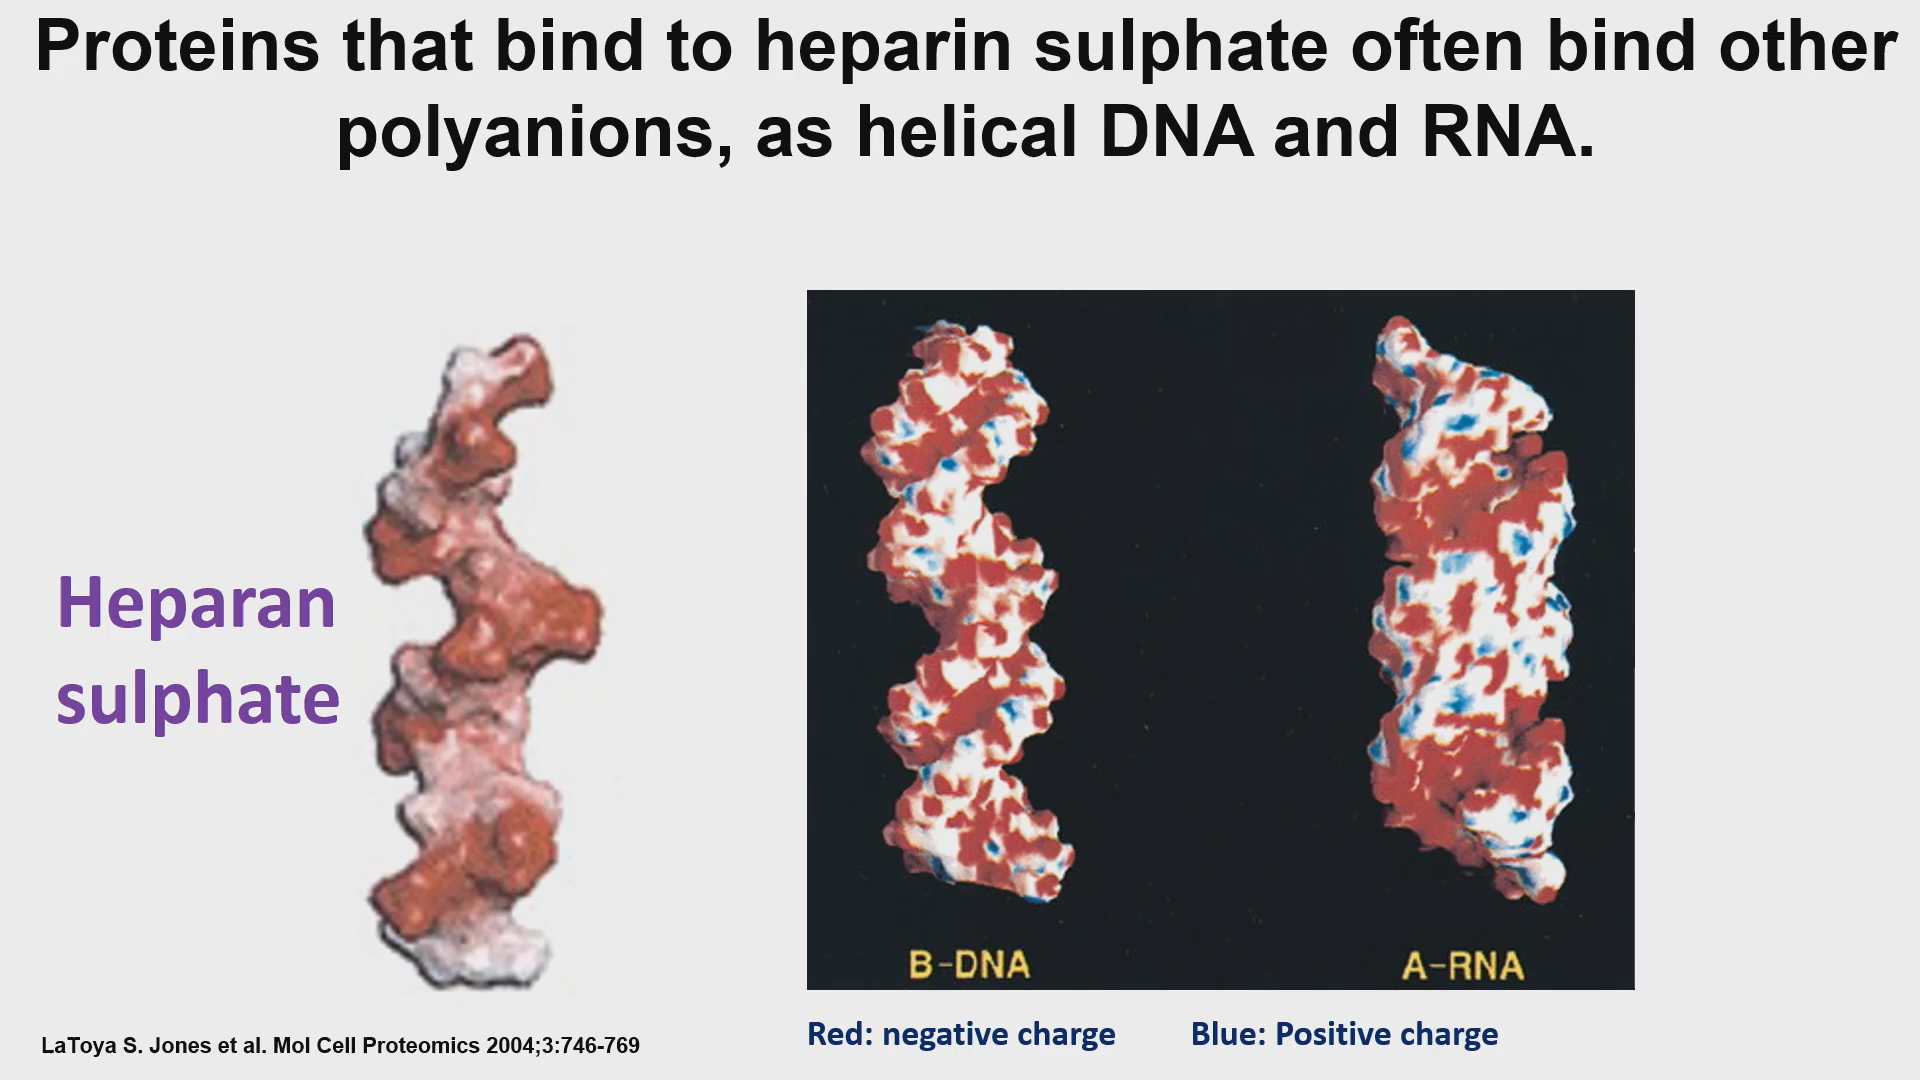 Proteins that bind to heparin sulphate often bind other
polyanions, as helical DNA and RNA.
Heparan
sulphate
B-DNA
A-RNA
Red: negative charge
Blue: Positive charge
LaToya S. Jones et al. Mol Cell Proteomics 2004;3:746-769